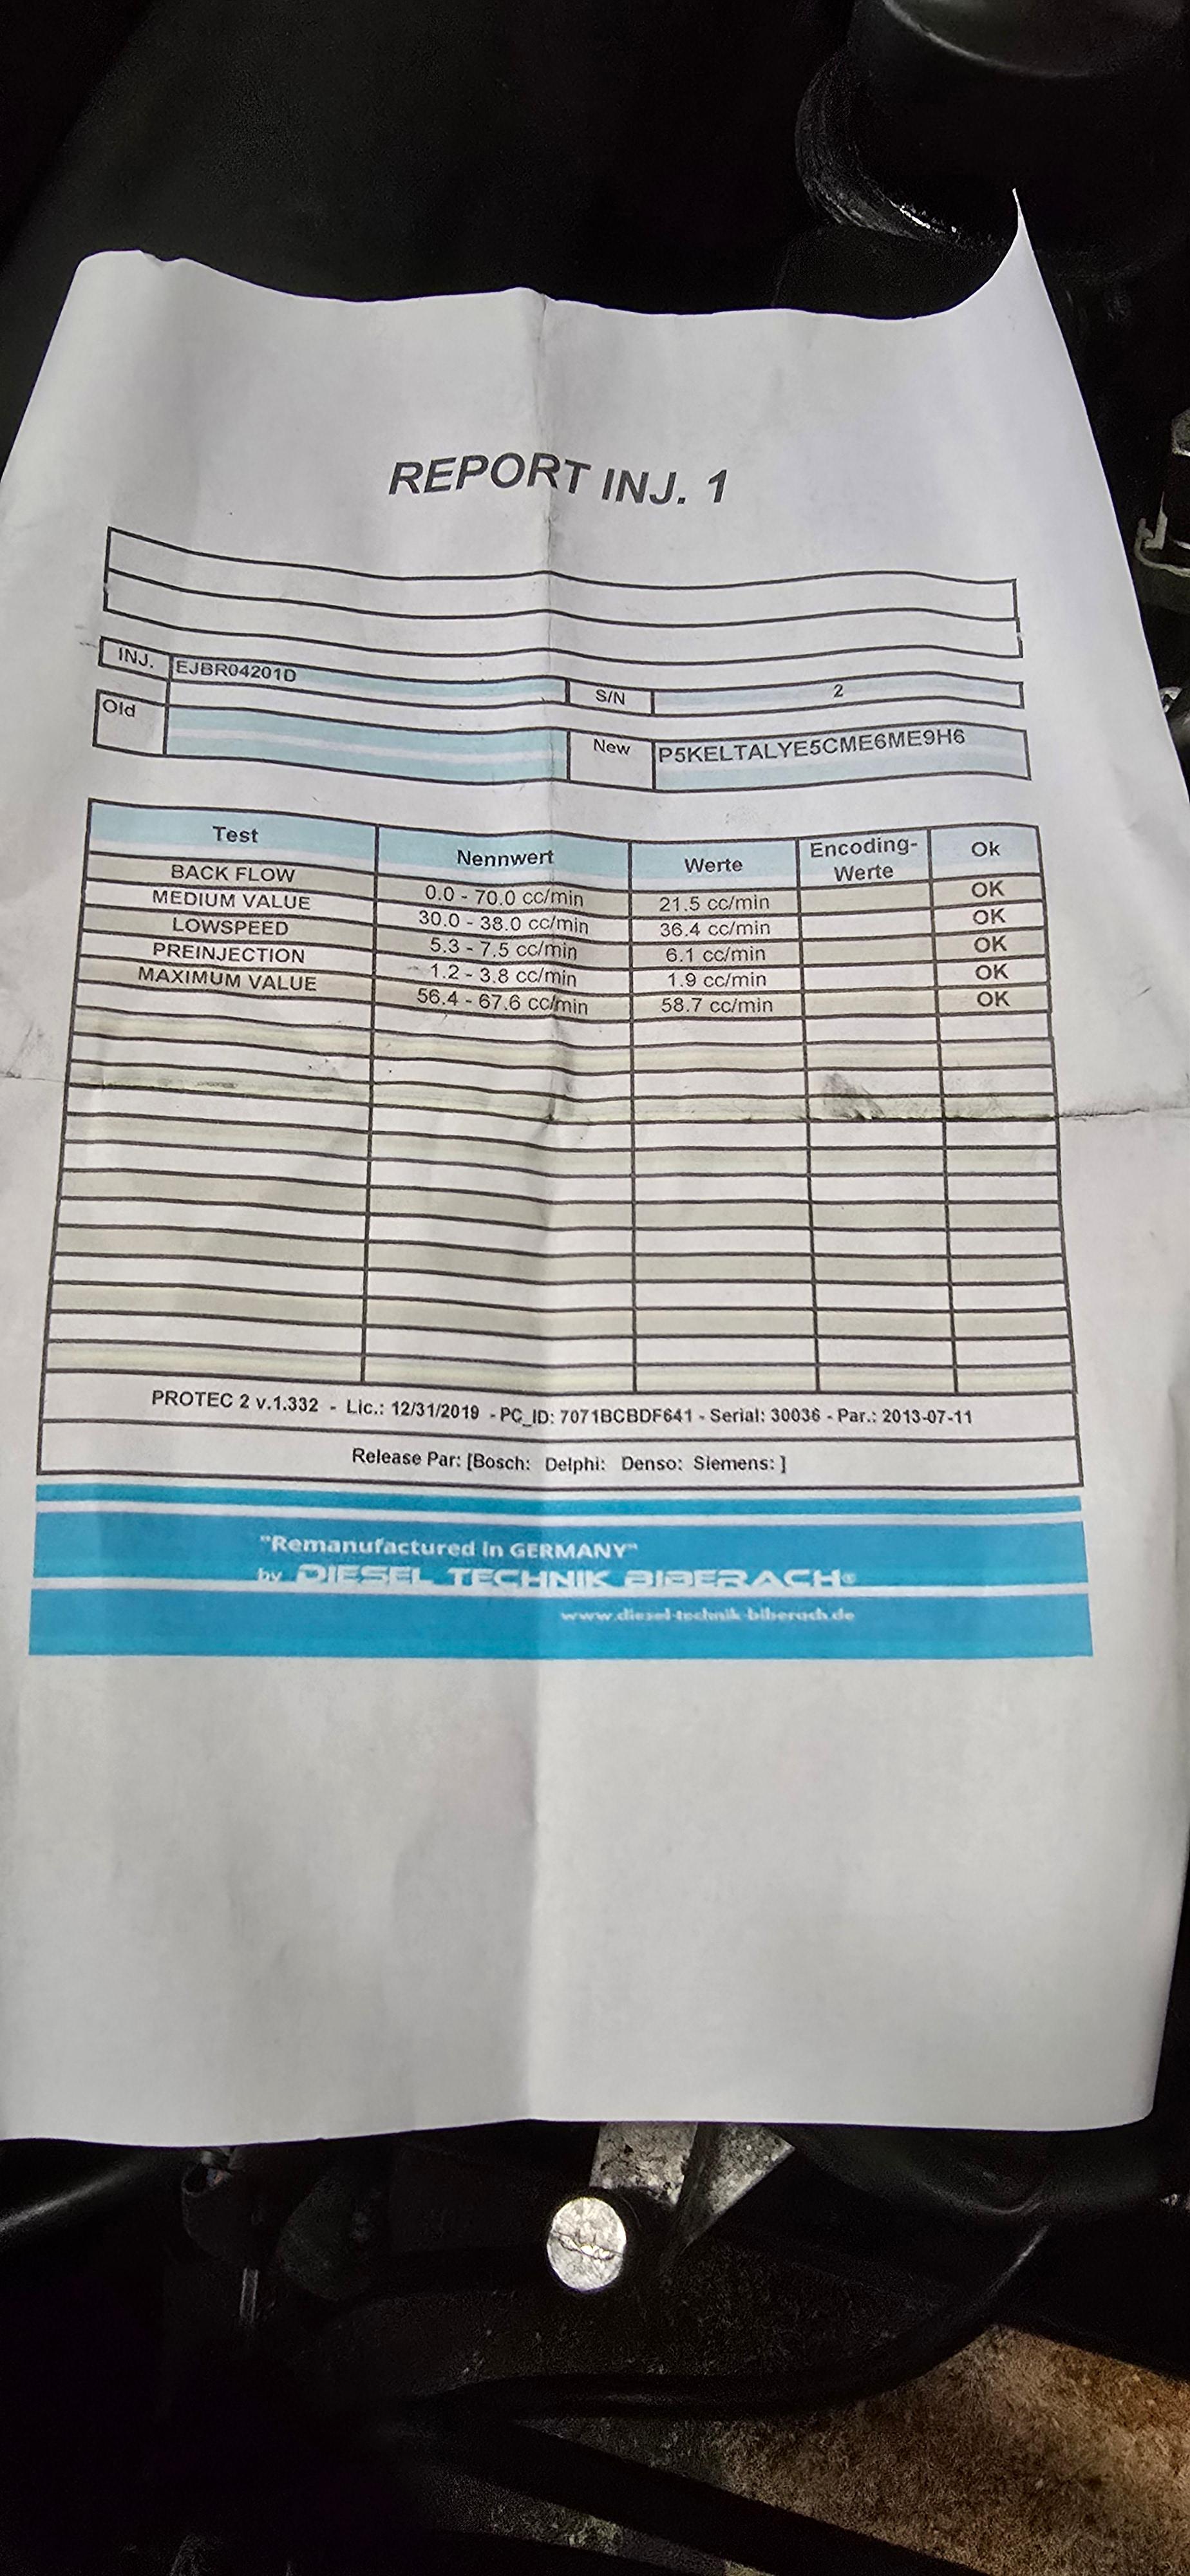 REPORT INJ. 1
INJ. EJBR04201D S/N 2
Old New P5KELTALYE5CME6ME9H6
Test Nennwert Werte Encoding-Werte Ok
BACK FLOW 0.0 - 70.0 cc/min 21.5 cc/min OK
MEDIUM VALUE 30.0 - 38.0 cc/min 36.4 cc/min OK
LOWSPEED 5.3 - 7.5 cc/min 6.1 cc/min OK
PREINJECTION 1.2 - 3.8 cc/min 1.9 cc/min OK
MAXIMUM VALUE 56.4 - 67.6 cc/min 58.7 cc/min OK
PROTEC 2 v.1.332 - Lic.: 12/31/2019 - PC_ID: 7071BCBDF641 - Serial: 30036 - Par.: 2013-07-11
Release Par: [Bosch: Delphi: Denso: Siemens: ]
"Remanufactured in GERMANY"
by DIESEL TECHNIK BIBERACH®
www.diesel-technik-biberach.de